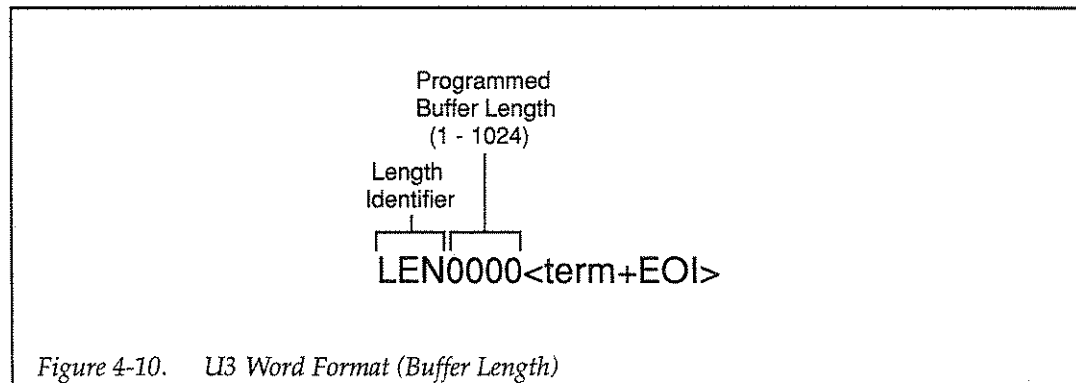 Programmed
Buffer Length
(1 - 1024)
Length
Identifier
LEN0000<term+EOI>
Figure 4-10. U3 Word Format (Buffer Length)